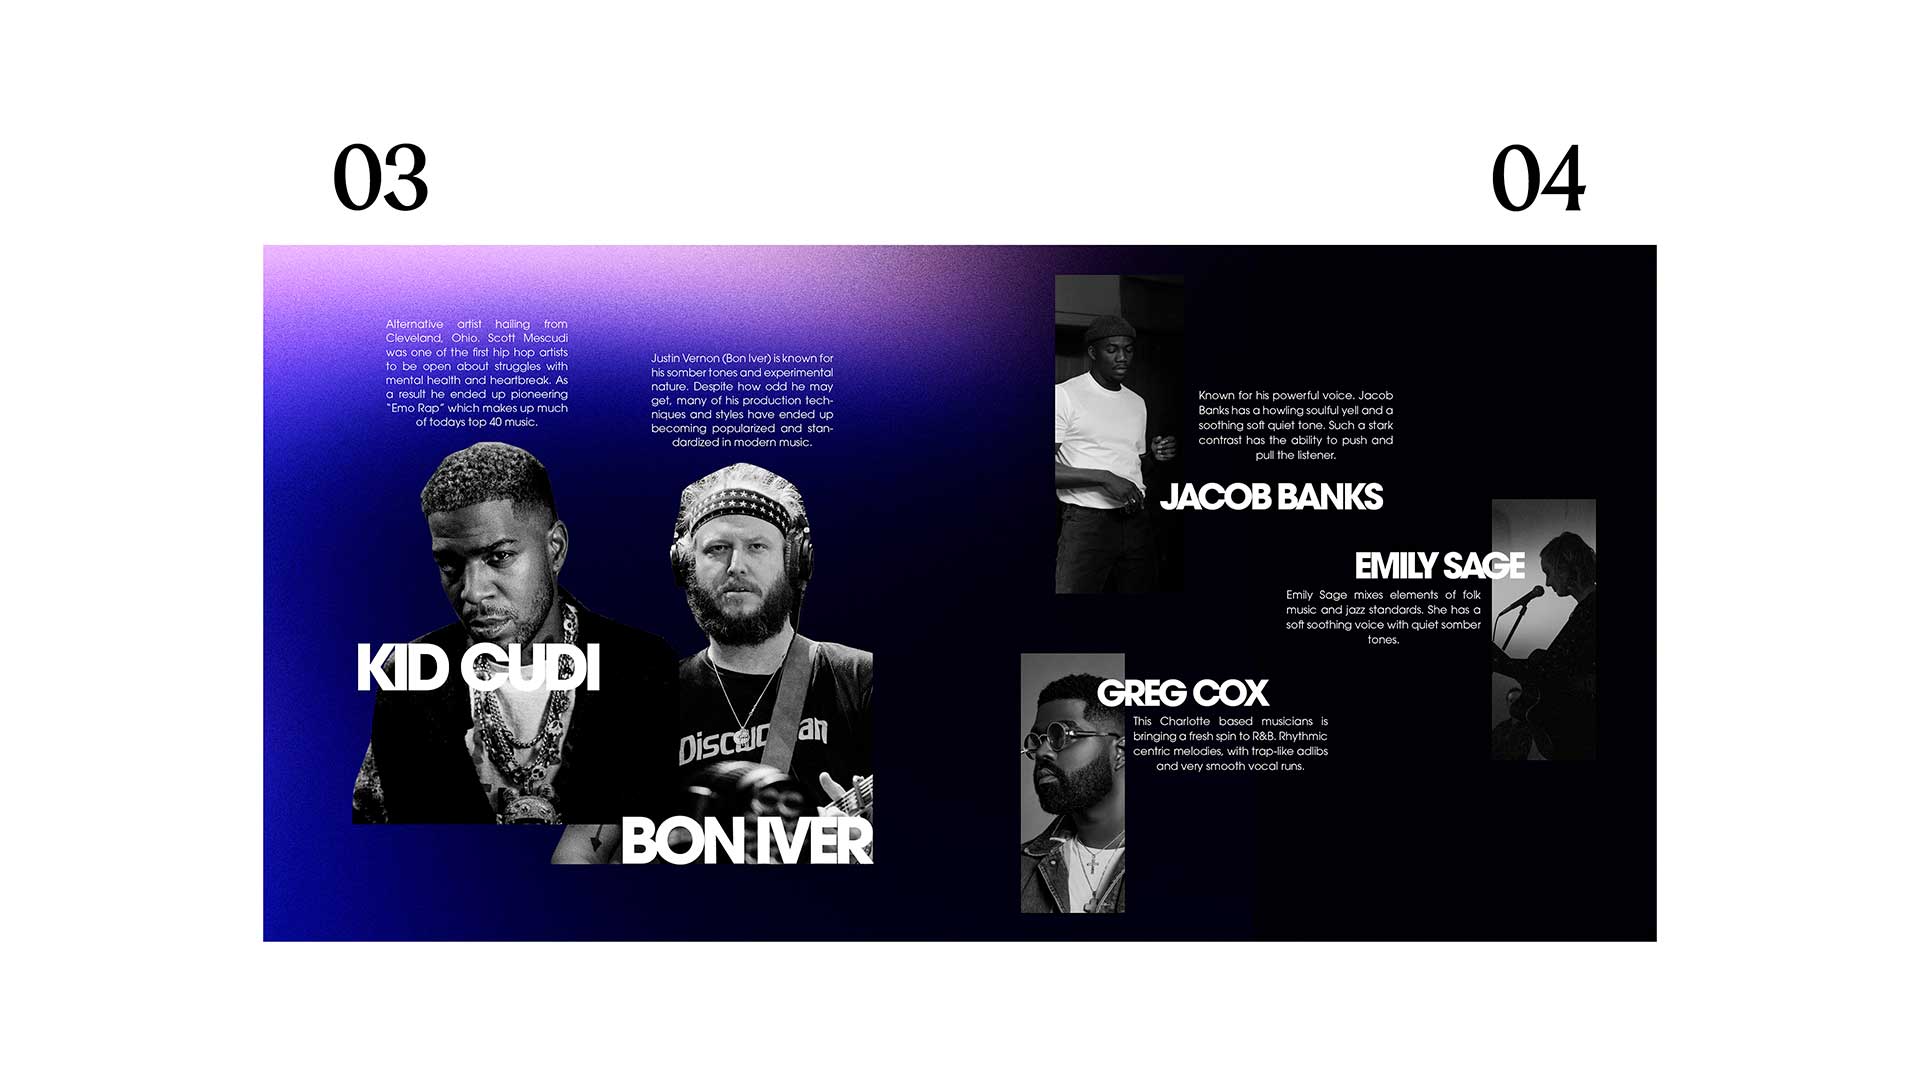 03
04
Alternative artist hailing from
Cleveland, Ohio. Scott Mescudi
was one of the first hip hop artists
to be open about struggles with
mental health and heartbreak. As
a result he ended up pioneering
"Emo Rap" which makes up much
of todays top 40 music.
KID CUDI
Justin Vernon (Bon Iver) is known for
his somber tones and experimental
nature. Despite how odd he may
get, many of his production tech-
niques and styles have ended up
becoming popularized and stan-
dardized in modern music.
BON IVER
Known for his powerful voice. Jacob
Banks has a howling soulful yell and a
soothing soft quiet tone. Such a stark
contrast has the ability to push and
pull the listener.
JACOB BANKS
EMILY SAGE
Emily Sage mixes elements of folk
music and jazz standards. She has a
soft soothing voice with quiet somber
tones.
GREG COX
This Charlotte based musicians is
bringing a fresh spin to R&B. Rhythmic
centric melodies, with trap-like adlibs
and very smooth vocal runs.